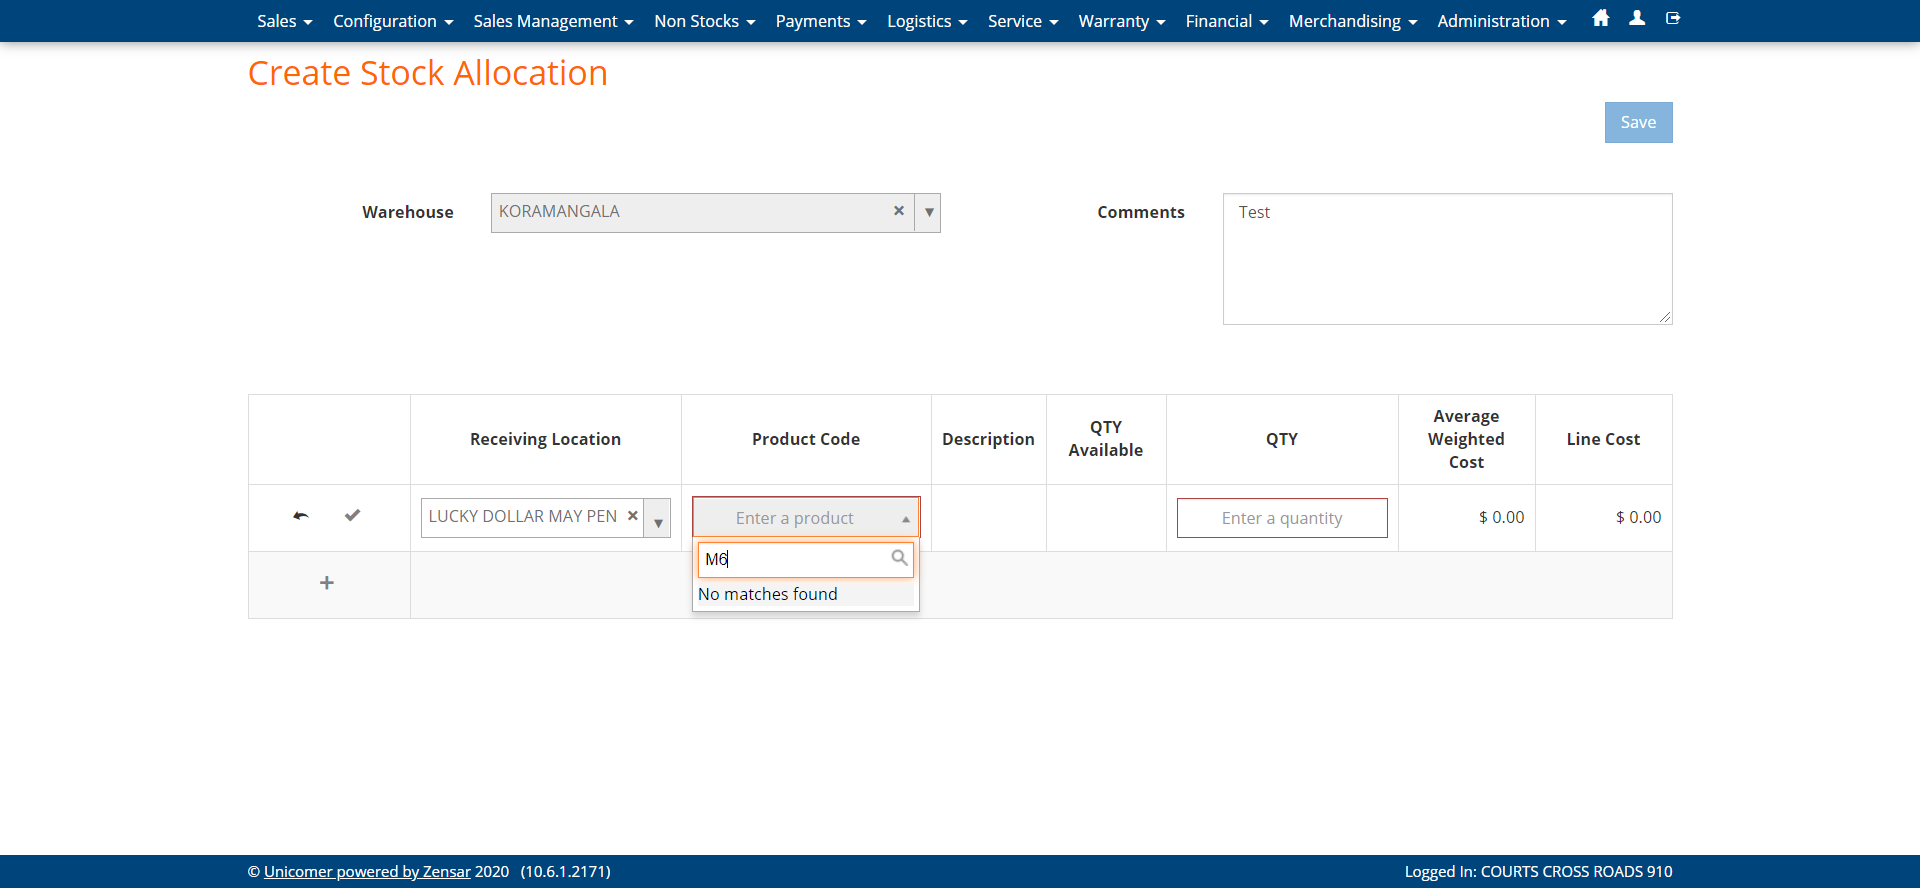 Sales Configuration Sales Management Non Stocks Payments Logistics Service Warranty Financial Merchandising Administration
Create Stock Allocation
Save
Warehouse
KORAMANGALA
Comments
Test
Receiving Location
Product Code
Description
QTY
Available
QTY
Average
Weighted
Cost
Line Cost
LUCKY DOLLAR MAY PEN
Enter a product
Enter a quantity
$ 0.00
$ 0.00
M6
No matches found
© Unicomer powered by Zensar 2020 (10.6.1.2171)
Logged In: COURTS CROSS ROADS 910